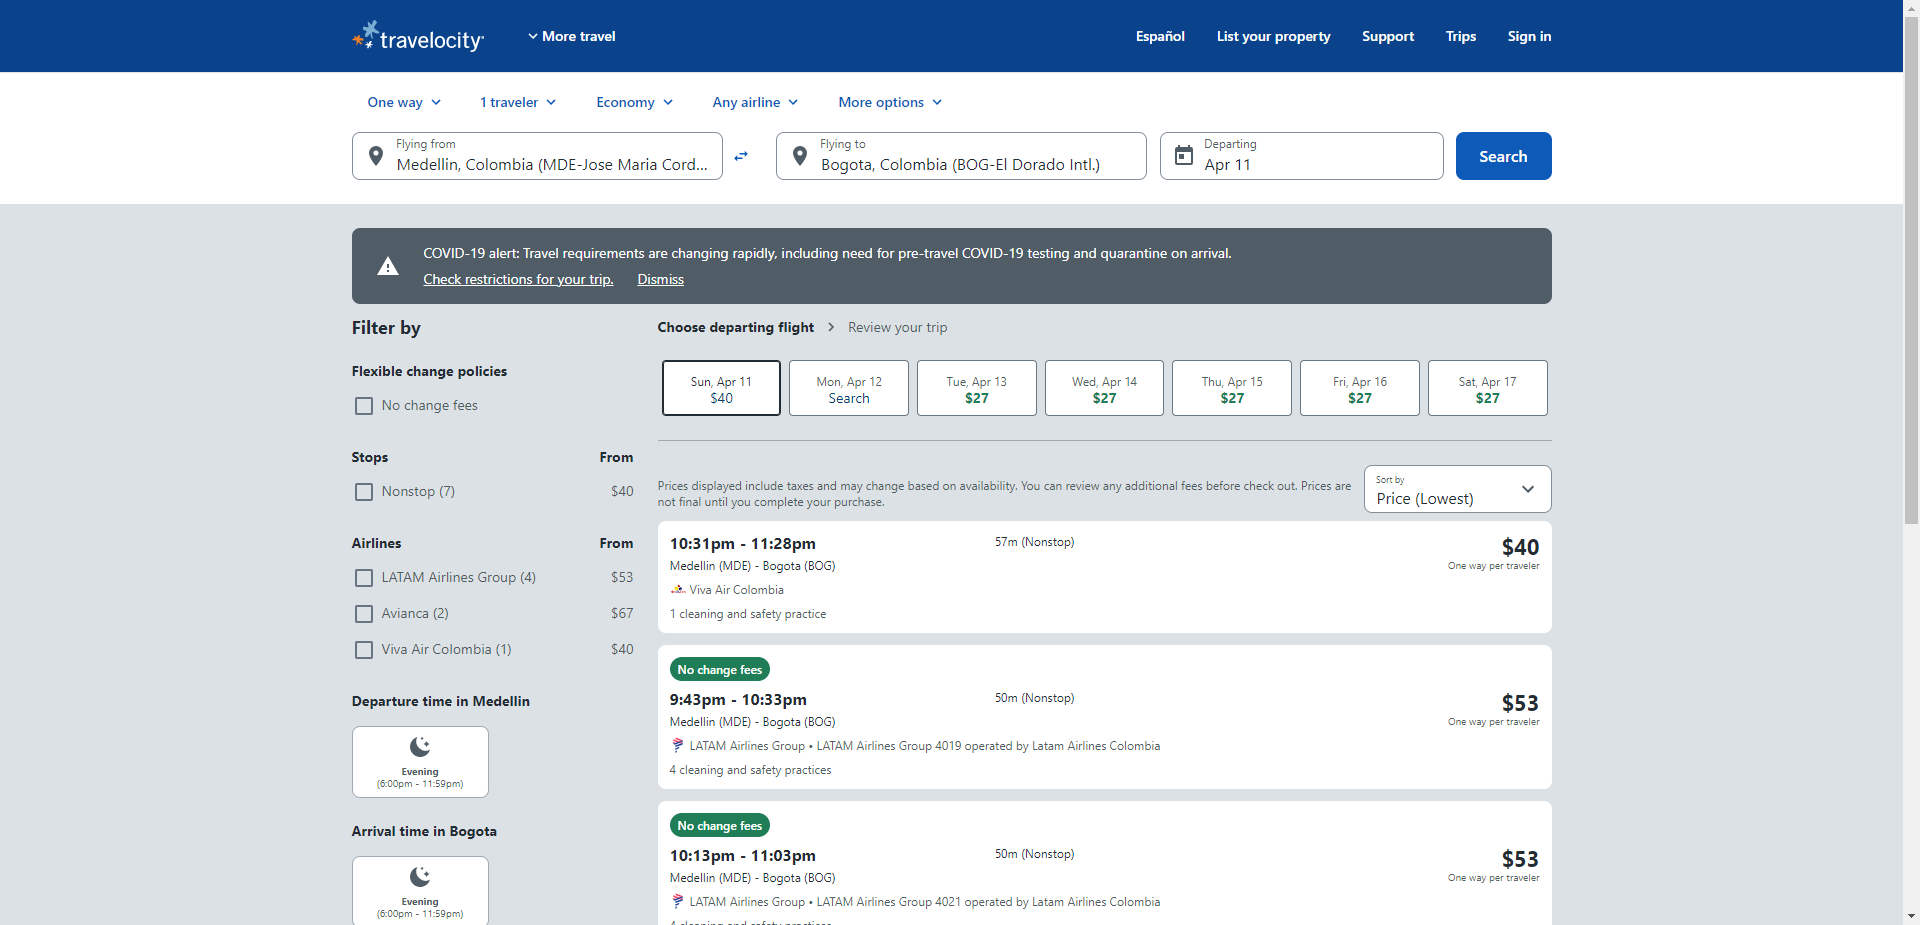 travelocity
More travel
Español
List your property
Support
Trips
Sign in
One way
1 traveler
Economy
Any airline
More options
Flying from
Medellin, Colombia (MDE-Jose Maria Cord...
Flying to
Bogota, Colombia (BOG-El Dorado Intl.)
Departing
Apr 11
Search
COVID-19 alert: Travel requirements are changing rapidly, including need for pre-travel COVID-19 testing and quarantine on arrival.
Check restrictions for your trip.
Dismiss
Filter by
Flexible change policies
No change fees
Stops From
Nonstop (7) $40
Airlines From
LATAM Airlines Group (4) $53
Avianca (2) $67
Viva Air Colombia (1) $40
Departure time in Medellin
Evening
(6:00pm - 11:59pm)
Arrival time in Bogota
Evening
(6:00pm - 11:59pm)
Choose departing flight
Review your trip
Sun, Apr 11
$40
Mon, Apr 12
Search
Tue, Apr 13
$27
Wed, Apr 14
$27
Thu, Apr 15
$27
Fri, Apr 16
$27
Sat, Apr 17
$27
Prices displayed include taxes and may change based on availability. You can review any additional fees before check out. Prices are
not final until you complete your purchase.
Sort by
Price (Lowest)
10:31pm - 11:28pm
57m (Nonstop)
$40
Medellin (MDE) - Bogota (BOG)
One way per traveler
Viva Air Colombia
1 cleaning and safety practice
No change fees
9:43pm - 10:33pm
50m (Nonstop)
$53
Medellin (MDE) - Bogota (BOG)
One way per traveler
LATAM Airlines Group • LATAM Airlines Group 4019 operated by Latam Airlines Colombia
4 cleaning and safety practices
No change fees
10:13pm - 11:03pm
50m (Nonstop)
$53
Medellin (MDE) - Bogota (BOG)
One way per traveler
LATAM Airlines Group • LATAM Airlines Group 4021 operated by Latam Airlines Colombia